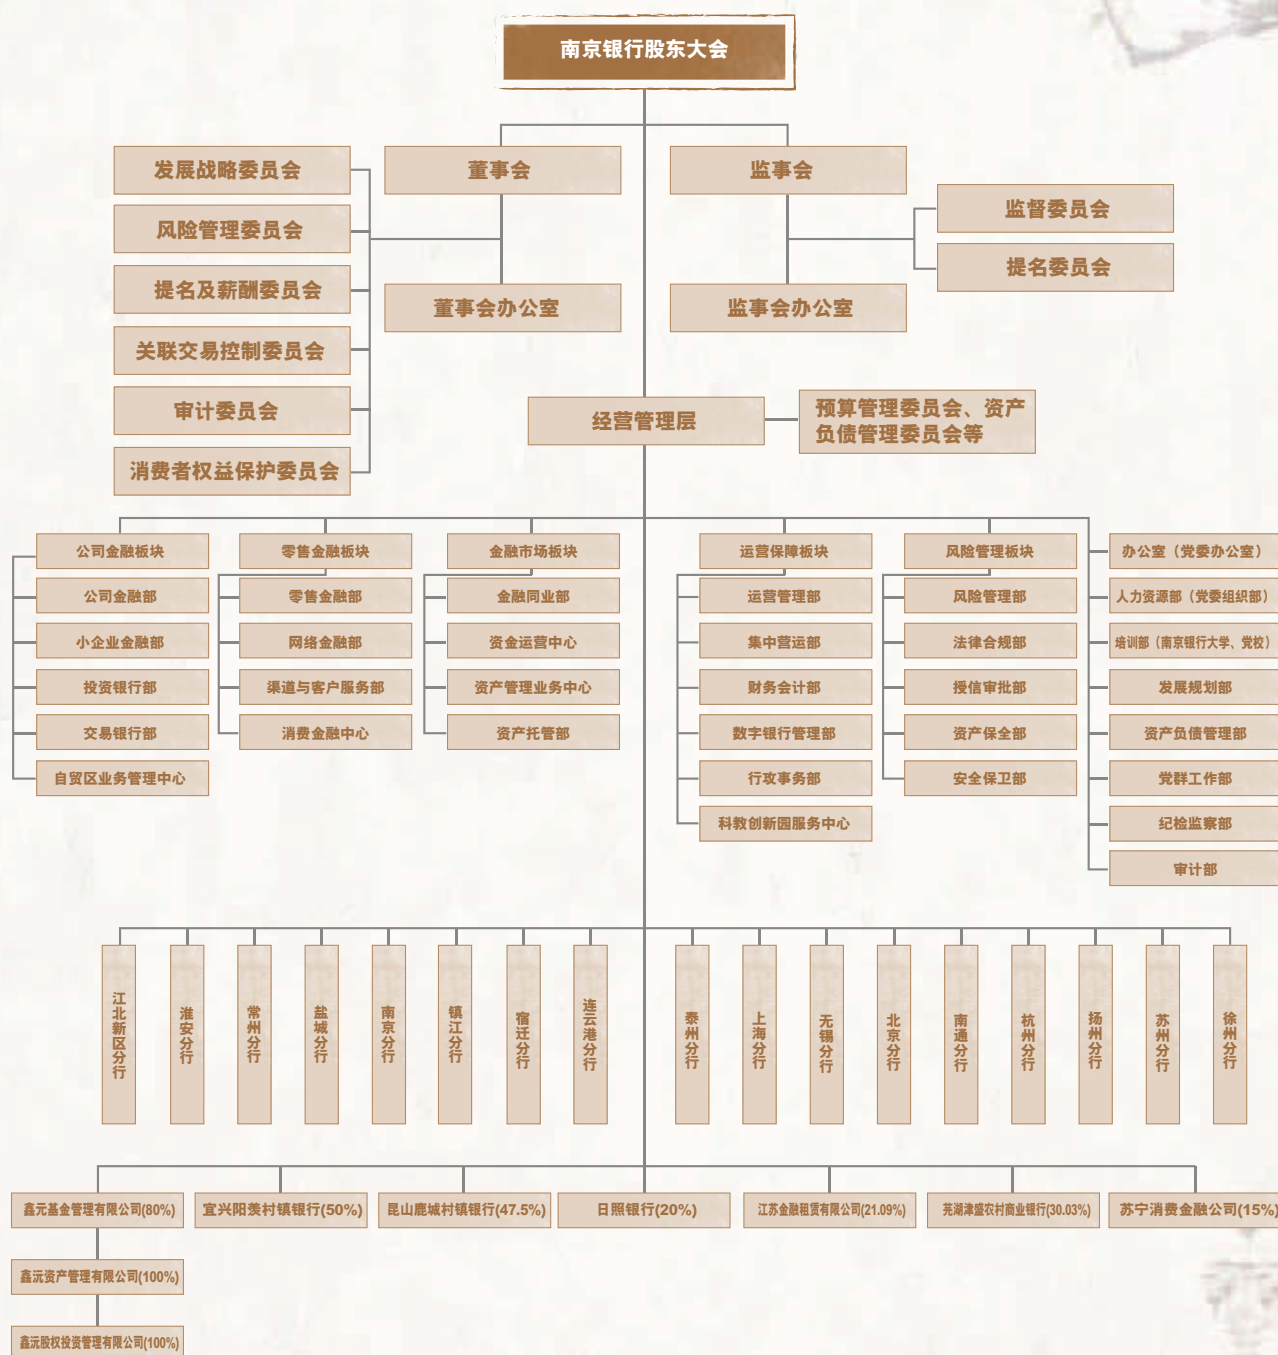 南京银行股东大会
董事会
监事会
发展战略委员会
风险管理委员会
提名及薪酬委员会
关联交易控制委员会
审计委员会
消费者权益保护委员会
董事会办公室
监事会办公室
监督委员会
提名委员会
经营管理层
预算管理委员会、资产
负债管理委员会等
公司金融板块
公司金融部
小企业金融部
投资银行部
交易银行部
自贸区业务管理中心
零售金融板块
零售金融部
网络金融部
渠道与客户服务部
消费金融中心
金融市场板块
金融同业部
资金运营中心
资产管理业务中心
资产托管部
运营保障板块
运营管理部
集中营运部
财务会计部
数字银行管理部
行政事务部
科教创新园服务中心
风险管理板块
风险管理部
法律合规部
授信审批部
资产保全部
安全保卫部
办公室（党委办公室）
人力资源部（党委组织部）
培训部（南京银行大学、党校）
发展规划部
资产负债管理部
党群工作部
纪检监察部
审计部
江北新区分行
淮安分行
常州分行
盐城分行
南京分行
镇江分行
宿迁分行
连云港分行
泰州分行
上海分行
无锡分行
北京分行
南通分行
杭州分行
扬州分行
苏州分行
徐州分行
鑫元基金管理有限公司(80%)
宜兴阳羡村镇银行(50%)
昆山鹿城村镇银行(47.5%)
日照银行(20%)
江苏金融租赁有限公司(21.09%)
芜湖津盛农村商业银行(30.03%)
苏宁消费金融公司(15%)
鑫沅资产管理有限公司(100%)
鑫沅股权投资管理有限公司(100%)